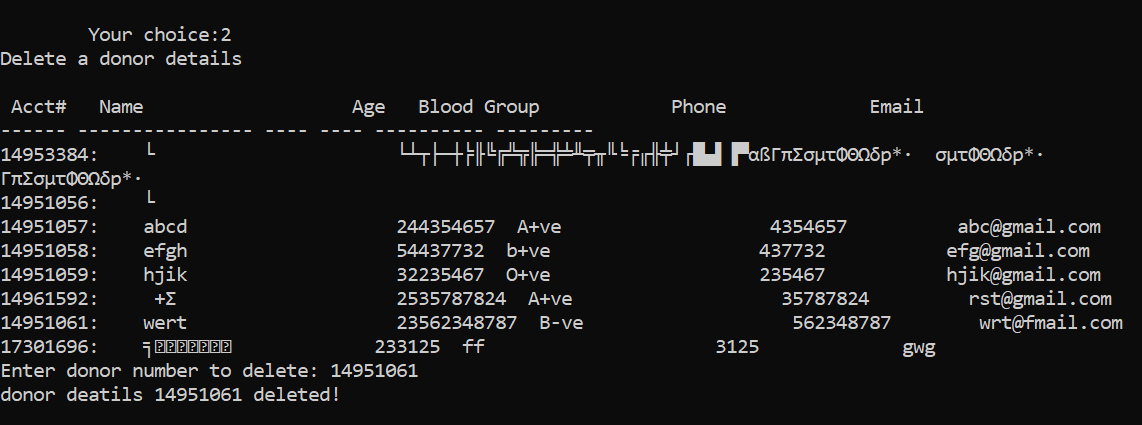 Your choice:2
Delete a donor details
Acct# Name Age Blood Group Phone Email
------ ---------------- ---- ---- ---------- ---------
14953384: └ └┴┬├─┼╞╟╚╔╩╦╠═╬╧╨╤╥╙╘╒╓╫╪┘┌█▄▌▐▀αßΓπΣσµτΦΘΩδp*· σµτΦΘΩδp*·
ΓπΣσµτΦΘΩδp*·
14951056: └
14951057: abcd 244354657 A+ve 4354657 abc@gmail.com
14951058: efgh 54437732 b+ve 437732 efg@gmail.com
14951059: hjik 32235467 O+ve 235467 hjik@gmail.com
14961592: +Σ 2535787824 A+ve 35787824 rst@gmail.com
14951061: wert 23562348787 B-ve 562348787 wrt@fmail.com
17301696: ╕ 233125 ff 3125 gwg
Enter donor number to delete: 14951061
donor deatils 14951061 deleted!